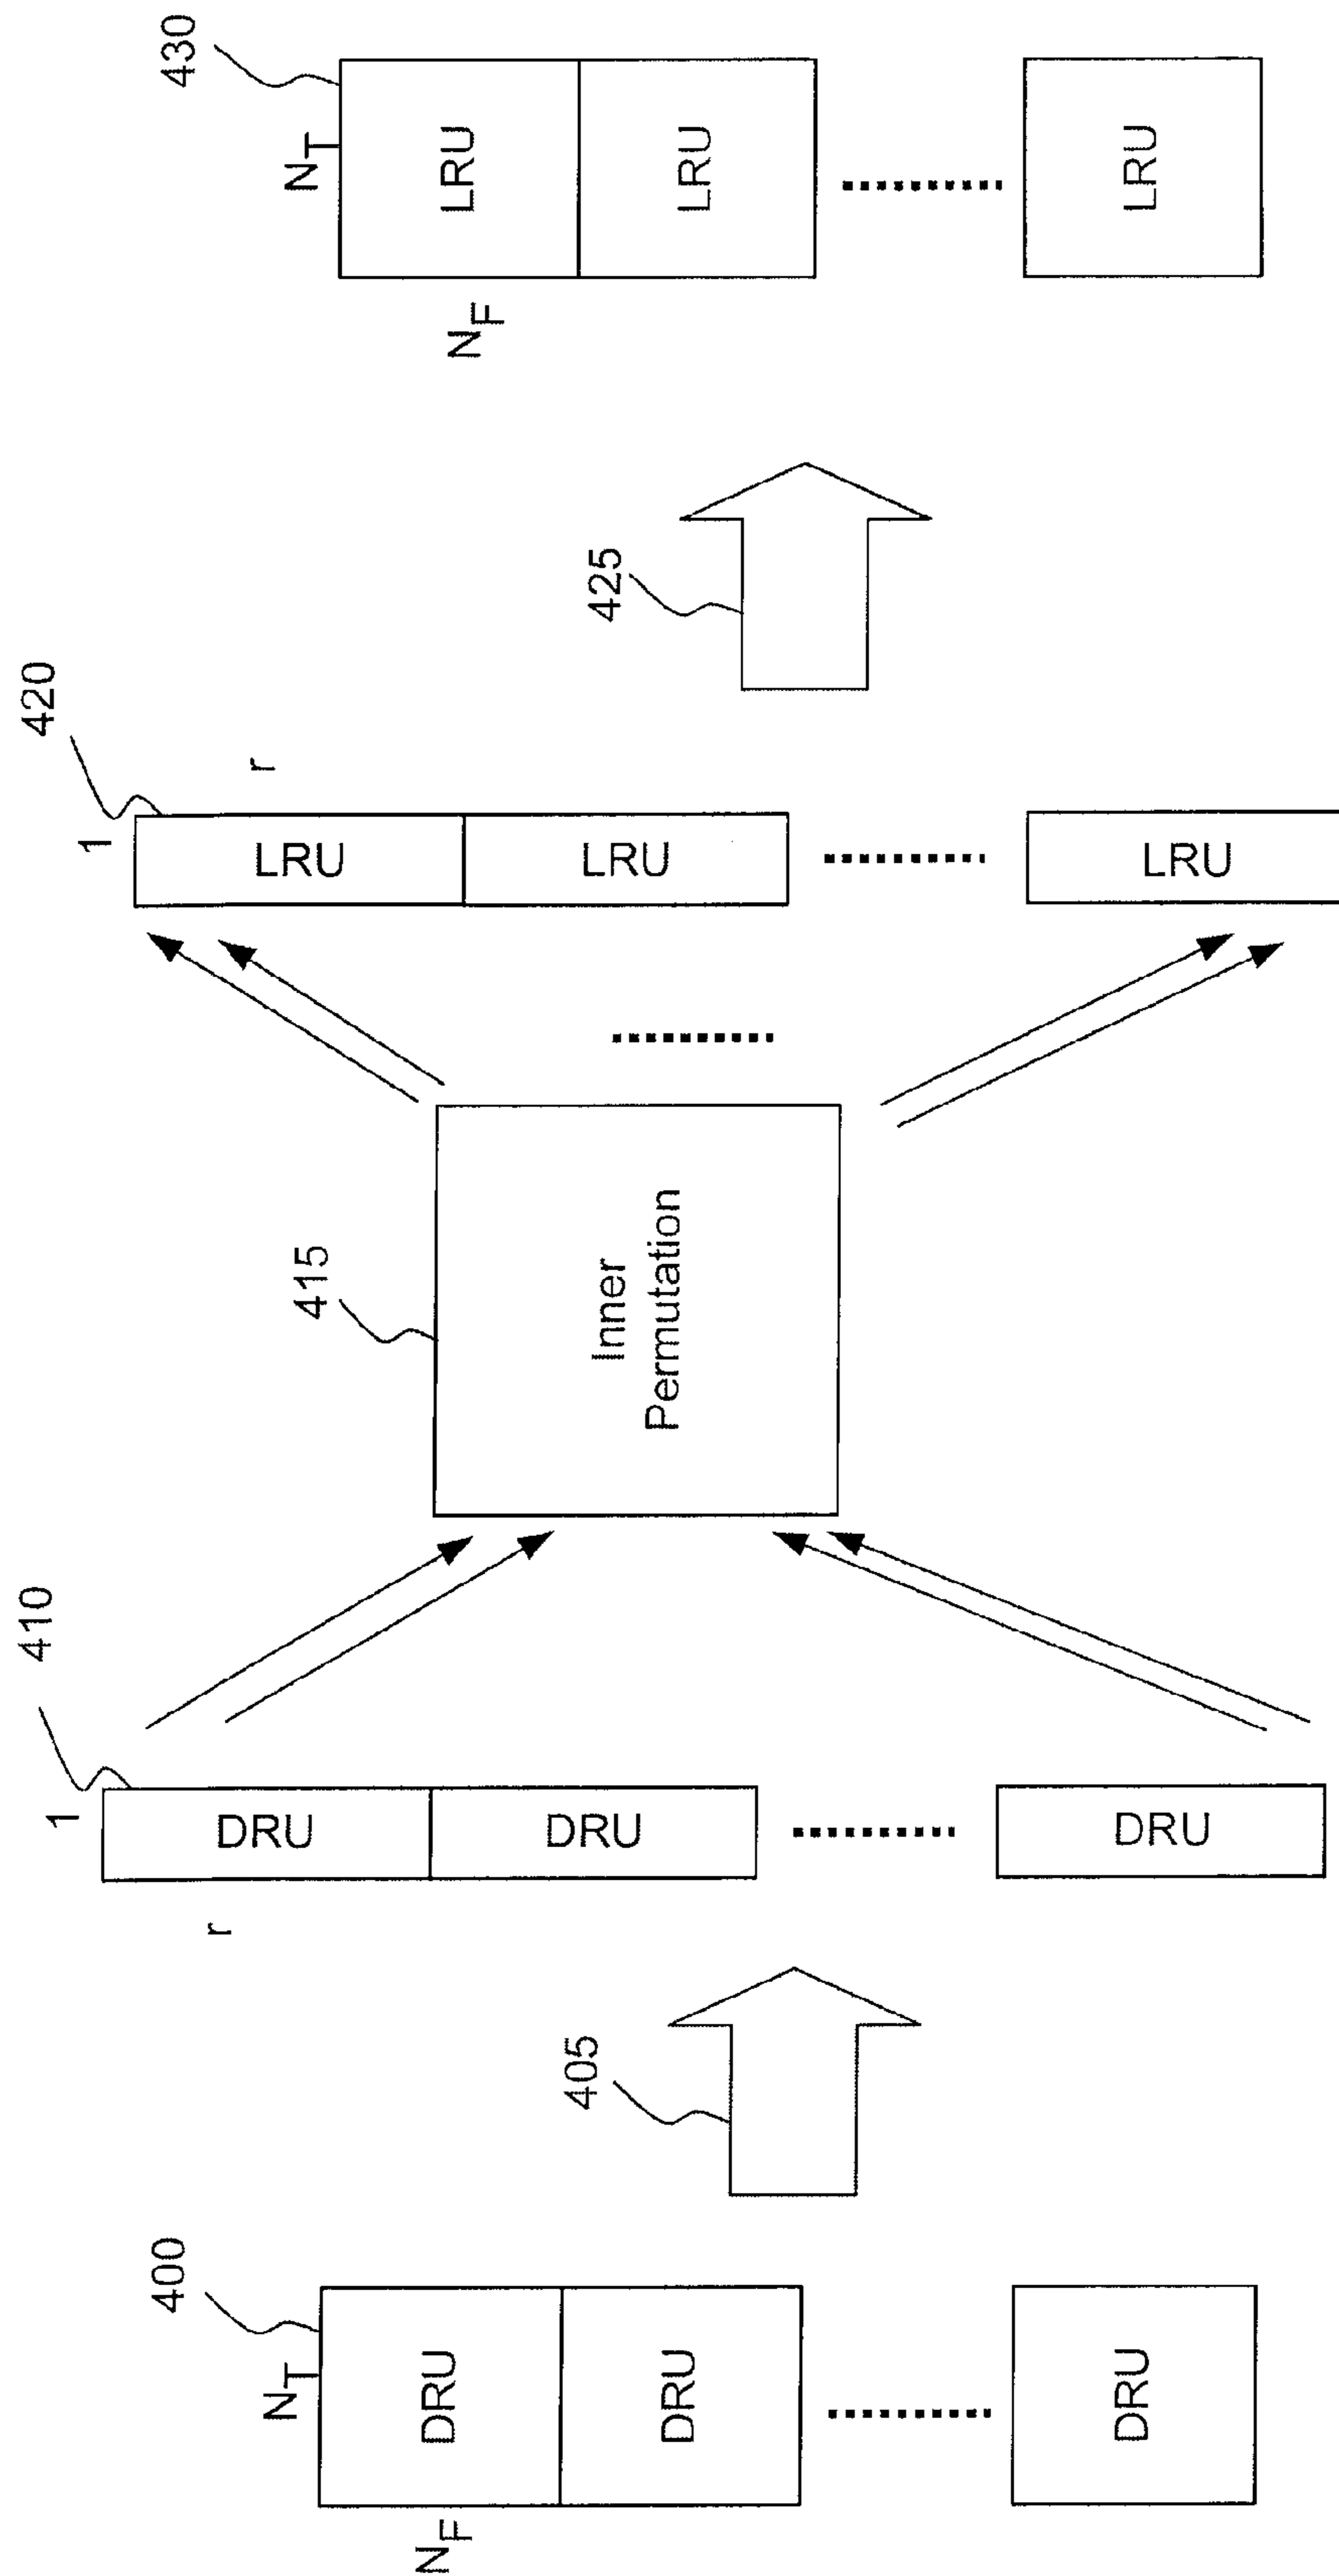 400
N_T
N_F
DRU
DRU
DRU
405
410
1
r
DRU
DRU
DRU
415
Inner
Permutation
420
1
r
LRU
LRU
LRU
425
430
N_T
N_F
LRU
LRU
LRU